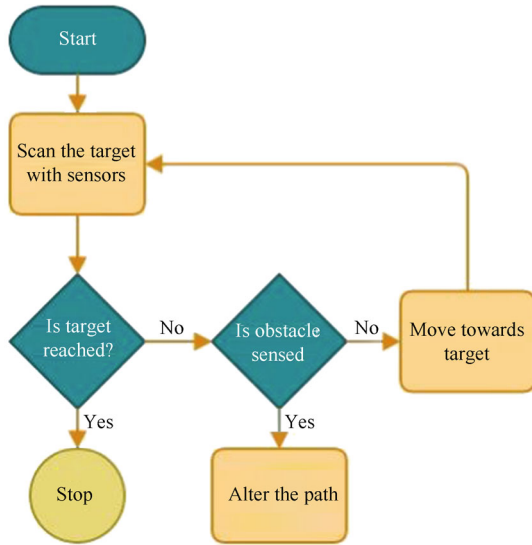 Start
Scan the target
with sensors
Is target
reached?
No
Is obstacle
sensed
No
Move towards
target
Yes
Yes
Stop
Alter the path